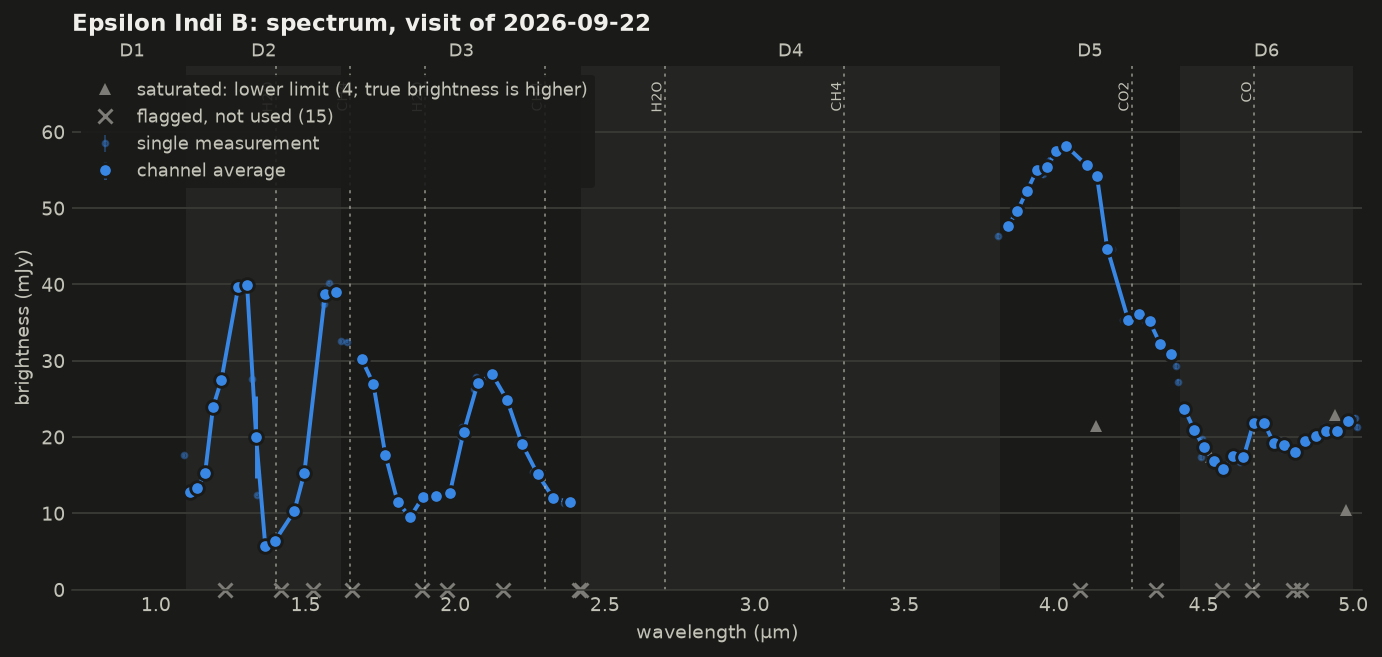 Epsilon Indi B: spectrum, visit of 2026-09-22
D1 D2 D3 D4 D5 D6
saturated: lower limit (4; true brightness is higher)
flagged, not used (15)
single measurement
channel average
H2O
CH4
CO2
CO
brightness (mJy)
60
50
40
30
20
10
0
1.0 1.5 2.0 2.5 3.0 3.5 4.0 4.5 5.0
wavelength (µm)